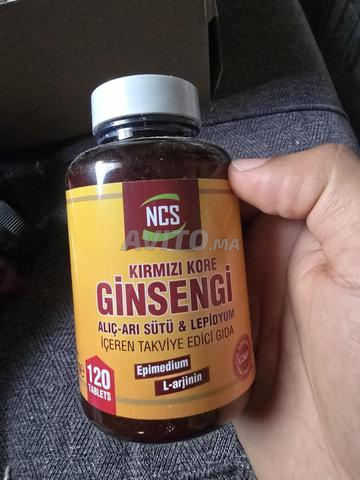 NCS
AVITO.MA
KIRMIZI KORE
GİNSENGİ
ALIÇ-ARI SÜTÜ & LEPİDYUM
İÇEREN TAKVİYE EDİCİ GIDA
Epimedium
L-arjinin
120
TABLETS
GMP